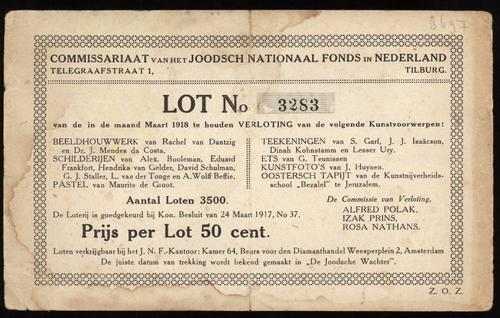 8697
COMMISSARIAAT VAN HET JOODSCH NATIONAAL FONDS IN NEDERLAND
TELEGRAAFSTRAAT 1, TILBURG.
LOT No 3283
van de in de maand Maart 1918 te houden VERLOTING van de volgende Kunstvoorwerpen:
BEELDHOUWWERK van Rachel van Dantzig
en Dr. J. Mendes da Costa.
SCHILDERIJEN van Alex. Booleman, Eduard
Frankfort, Hendrika van Gelder, David Schulman,
G. J. Staller, L. van der Tonge en A. Wolf Beffie.
PASTEL van Maurits de Groot.
TEEKENINGEN van S. Garf, J. J. Isaäcson,
Dinah Kohnstamm en Lesser Ury.
ETS van G. Teunissen
KUNSTFOTO'S van J. Huysen.
OOSTERSCH TAPIJT van de Kunstnijverheids-
school „Bezalel" te Jeruzalem.
Aantal Loten 3500.
De Loterij is goedgekeurd bij Kon. Besluit van 24 Maart 1917, No 37.
Prijs per Lot 50 cent.
De Commissie van Verloting,
ALFRED POLAK,
IZAK PRINS,
ROSA NATHANS.
Loten verkrijgbaar bij het J. N. F.-Kantoor: Kamer 64, Beurs voor den Diamanthandel Weesperplein 2, Amsterdam
De juiste datum van trekking wordt bekend gemaakt in „De Joodsche Wachter".
Z. O. Z.